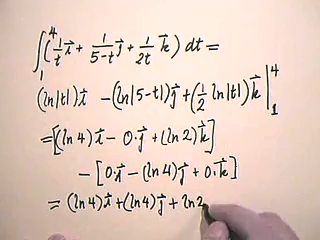 ∫₁⁴ (1/t i⃗ + 1/(5-t) j⃗ + 1/(2t) k⃗) dt =
(ln|t|) i⃗ - (ln|5-t|) j⃗ + (1/2 ln|t|) k⃗ |₁⁴
= [(ln 4) i⃗ - 0·j⃗ + (ln 2) k⃗]
- [0·i⃗ - (ln 4) j⃗ + 0·k⃗]
= (ln 4) i⃗ + (ln 4) j⃗ + ln 2